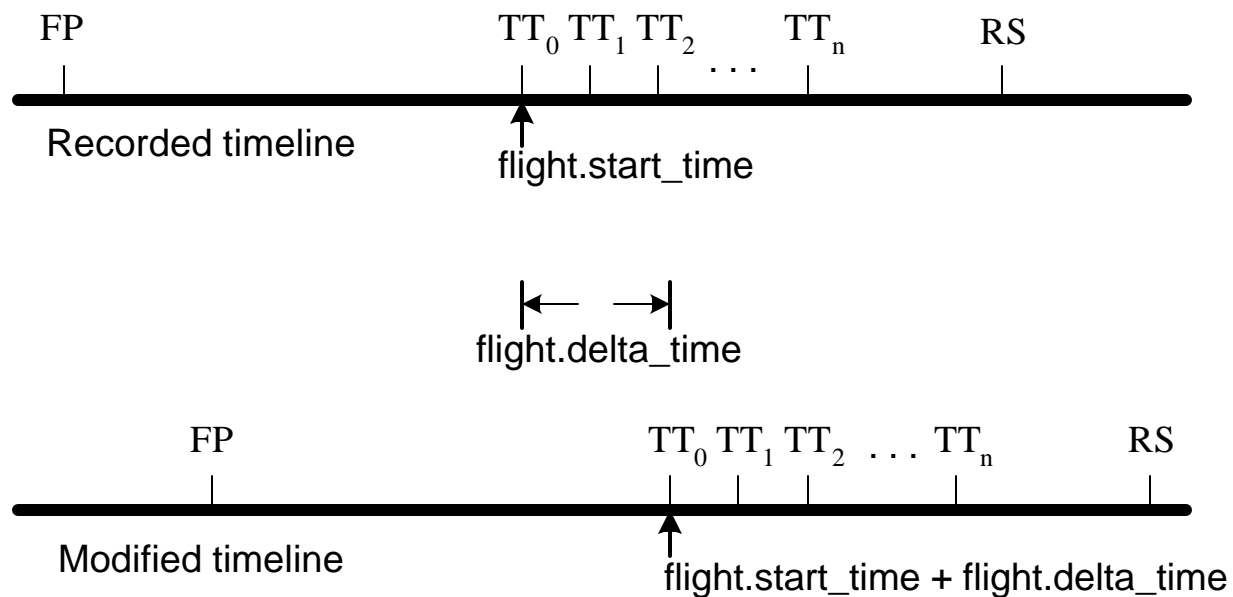 FP TT₀ TT₁ TT₂ . . . TTₙ RS
Recorded timeline
flight.start_time
flight.delta_time
FP TT₀ TT₁ TT₂ . . . TTₙ RS
Modified timeline
flight.start_time + flight.delta_time